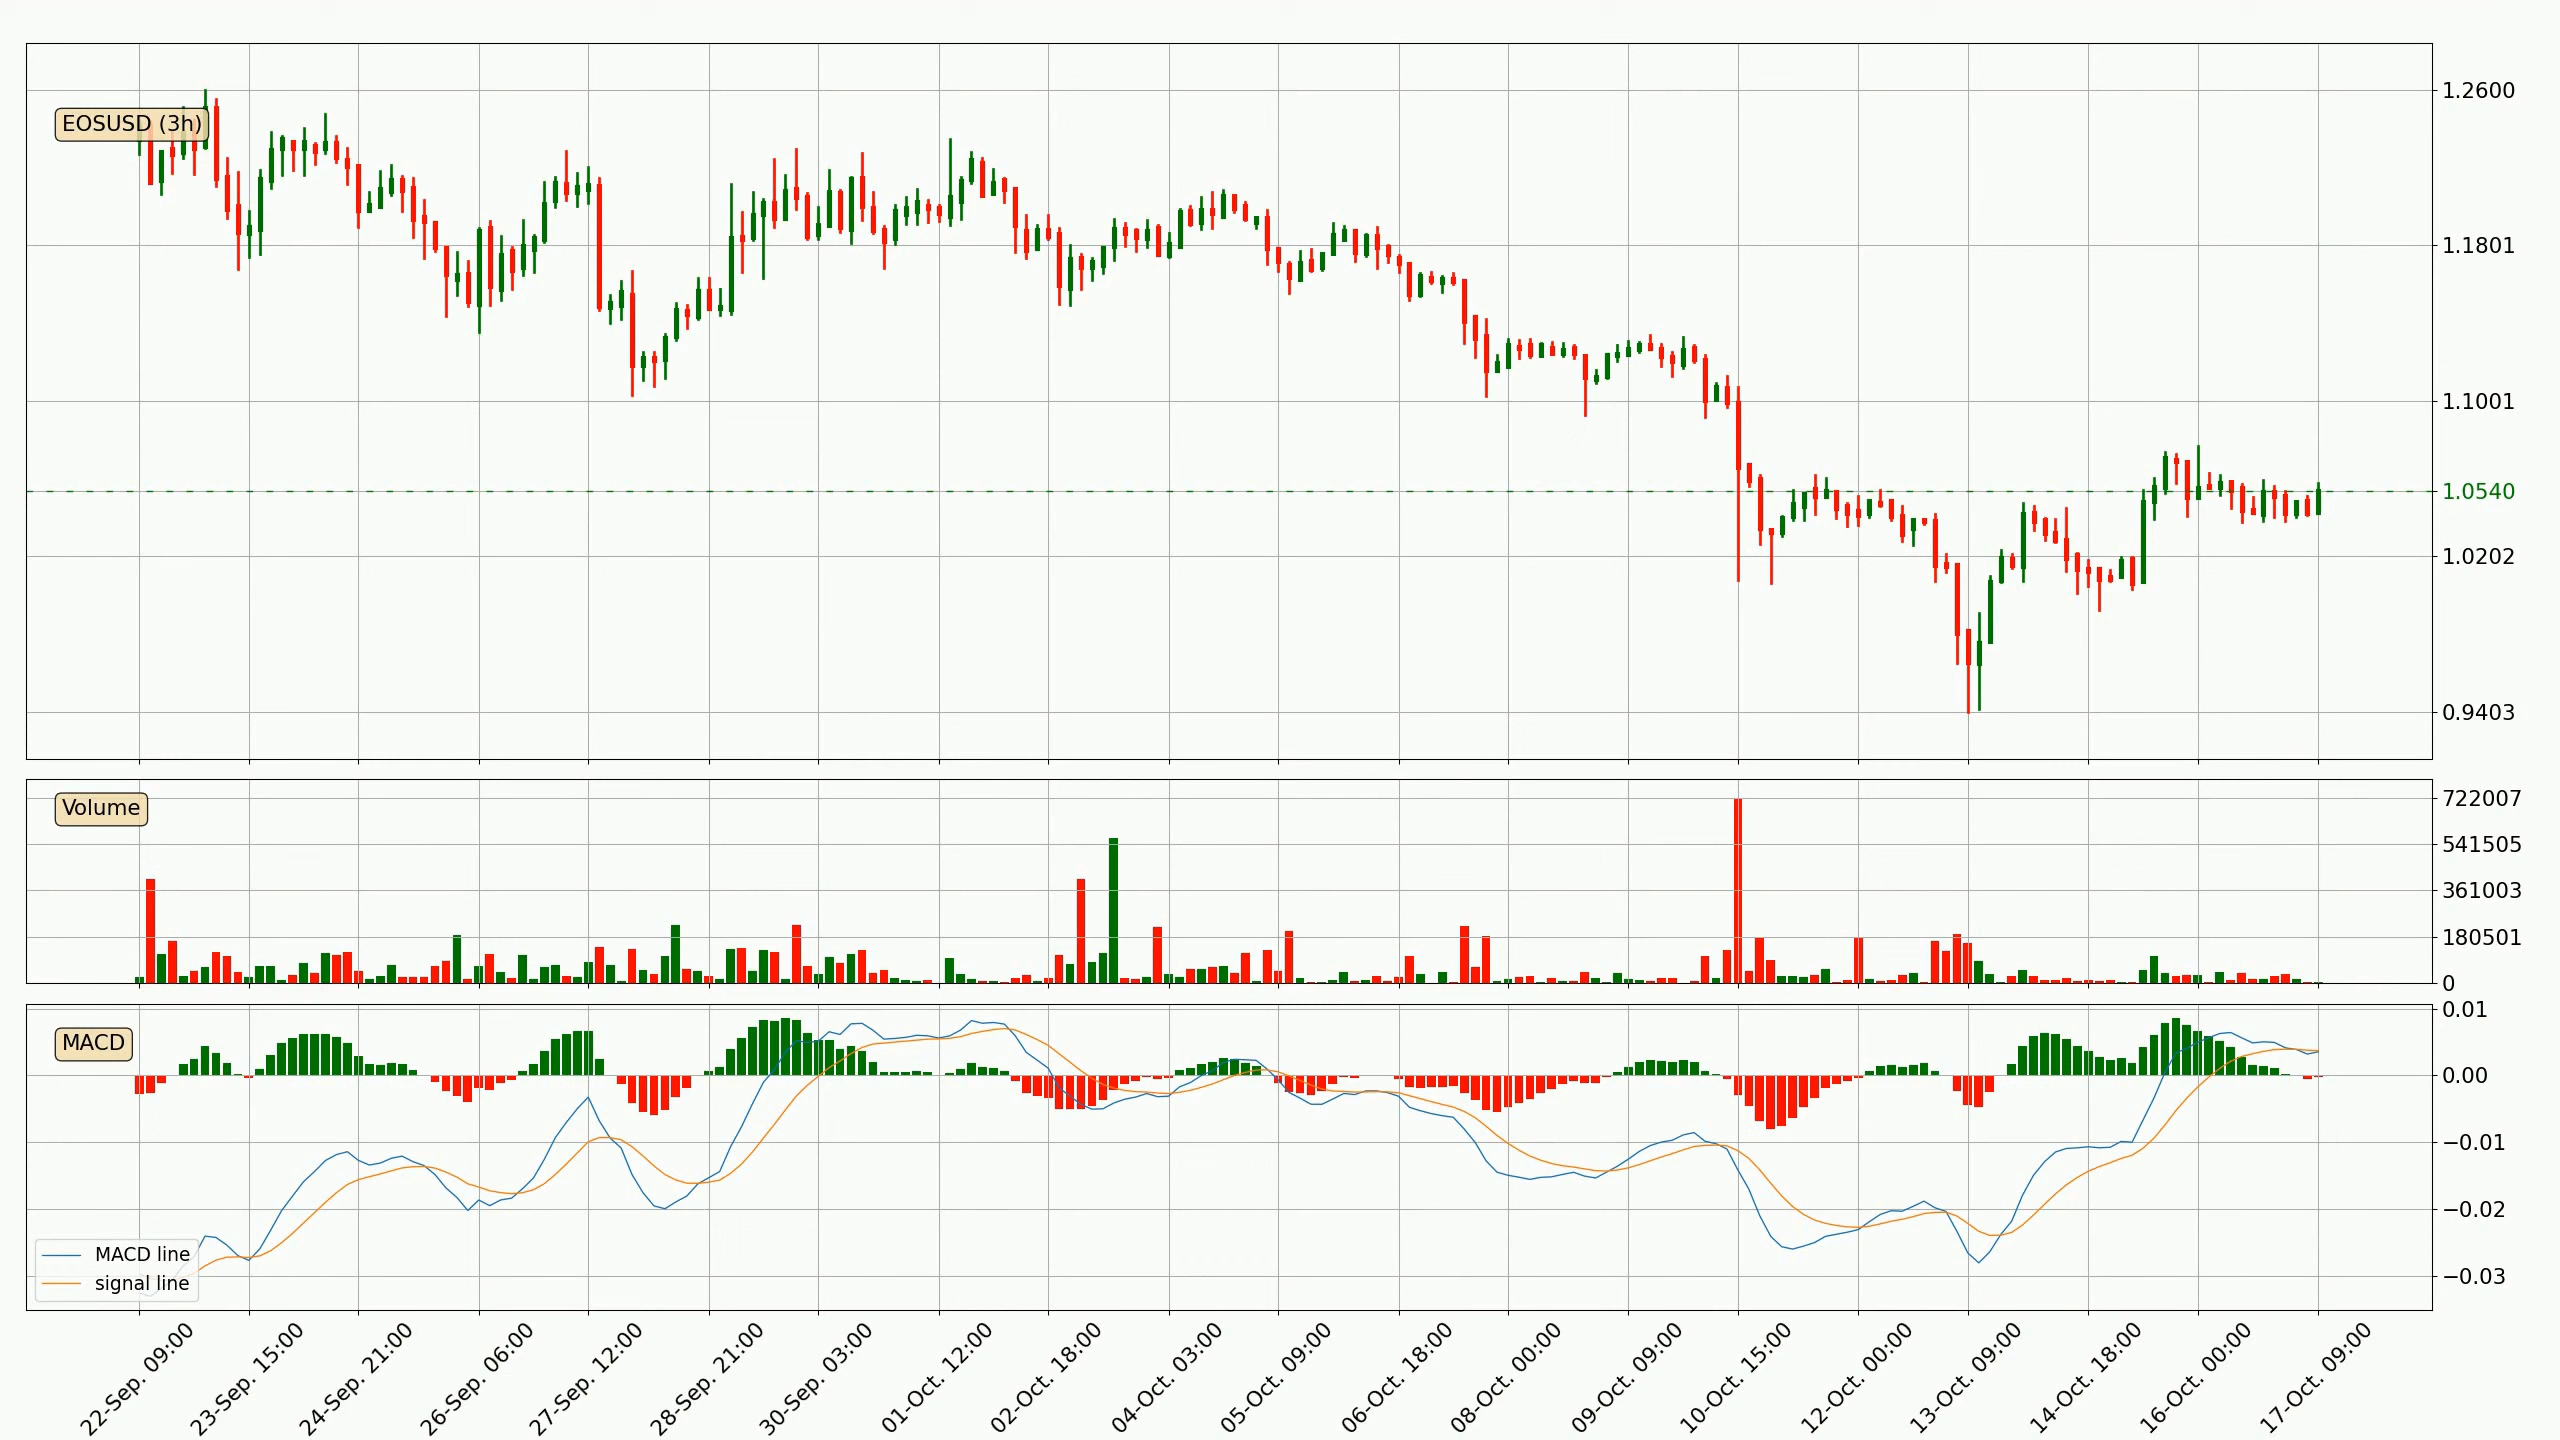 EOSUSD (3h)
1.2600
1.1801
1.1001
1.0540
1.0202
0.9403
Volume
722007
541505
361003
180501
0
MACD
0.01
0.00
−0.01
−0.02
−0.03
MACD line
signal line
22-Sep. 09:00
23-Sep. 15:00
24-Sep. 21:00
26-Sep. 06:00
27-Sep. 12:00
28-Sep. 21:00
30-Sep. 03:00
01-Oct. 12:00
02-Oct. 18:00
04-Oct. 03:00
05-Oct. 09:00
06-Oct. 18:00
08-Oct. 00:00
09-Oct. 09:00
10-Oct. 15:00
12-Oct. 00:00
13-Oct. 09:00
14-Oct. 18:00
16-Oct. 00:00
17-Oct. 09:00